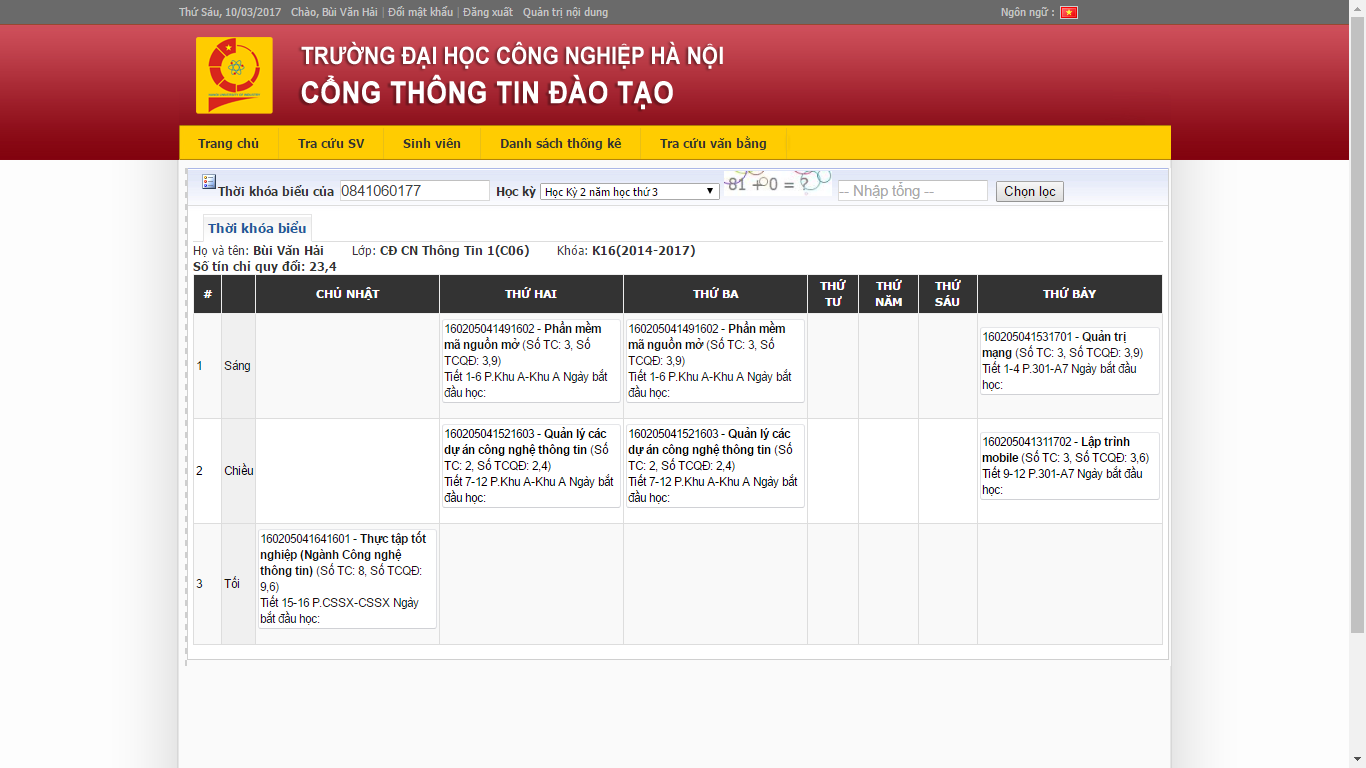 Thứ Sáu, 10/03/2017 Chào, Bùi Văn Hải | Đổi mật khẩu | Đăng xuất Quản trị nội dung Ngôn ngữ :
TRƯỜNG ĐẠI HỌC CÔNG NGHIỆP HÀ NỘI
CỔNG THÔNG TIN ĐÀO TẠO
Trang chủ Tra cứu SV Sinh viên Danh sách thống kê Tra cứu văn bằng
Thời khóa biểu của 0841060177 Học kỳ Học Kỳ 2 năm học thứ 3 81 + 0 = ? -- Nhập tổng -- Chọn lọc
Thời khóa biểu
Họ và tên: Bùi Văn Hải Lớp: CĐ CN Thông Tin 1(C06) Khóa: K16(2014-2017)
Số tín chỉ quy đổi: 23,4
# CHỦ NHẬT THỨ HAI THỨ BA THỨ TƯ THỨ NĂM THỨ SÁU THỨ BẢY
1 Sáng
160205041491602 - Phần mềm
mã nguồn mở (Số TC: 3, Số
TCQĐ: 3,9)
Tiết 1-6 P.Khu A-Khu A Ngày bắt
đầu học:
160205041491602 - Phần mềm
mã nguồn mở (Số TC: 3, Số
TCQĐ: 3,9)
Tiết 1-6 P.Khu A-Khu A Ngày bắt
đầu học:
160205041531701 - Quản trị
mạng (Số TC: 3, Số TCQĐ: 3,9)
Tiết 1-4 P.301-A7 Ngày bắt đầu
học:
2 Chiều
160205041521603 - Quản lý các
dự án công nghệ thông tin (Số
TC: 2, Số TCQĐ: 2,4)
Tiết 7-12 P.Khu A-Khu A Ngày bắt
đầu học:
160205041521603 - Quản lý các
dự án công nghệ thông tin (Số
TC: 2, Số TCQĐ: 2,4)
Tiết 7-12 P.Khu A-Khu A Ngày bắt
đầu học:
160205041311702 - Lập trình
mobile (Số TC: 3, Số TCQĐ: 3,6)
Tiết 9-12 P.301-A7 Ngày bắt đầu
học:
3 Tối
160205041641601 - Thực tập tốt
nghiệp (Ngành Công nghệ
thông tin) (Số TC: 8, Số TCQĐ:
9,6)
Tiết 15-16 P.CSSX-CSSX Ngày
bắt đầu học: